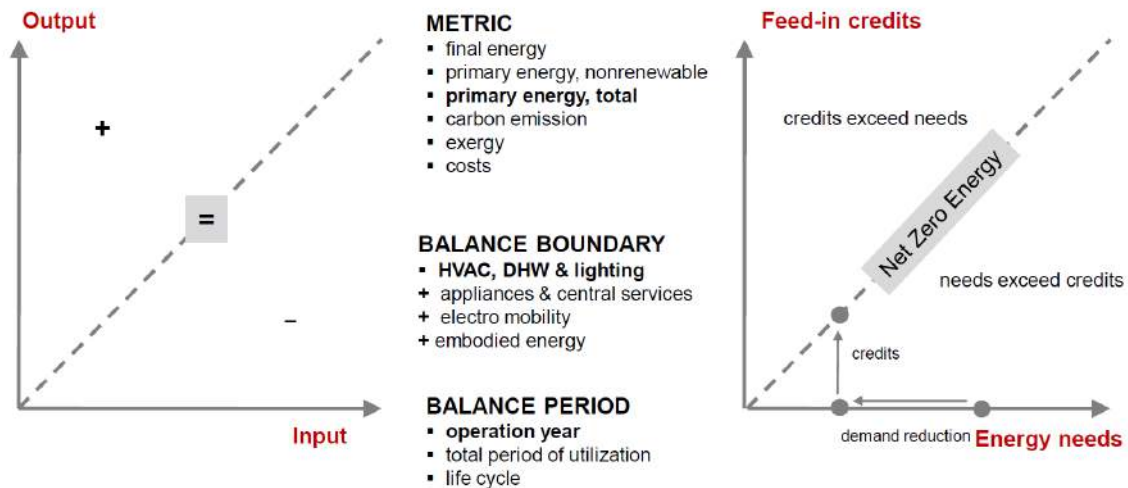 Output
+
=
–
Input
METRIC
▪ final energy
▪ primary energy, nonrenewable
▪ primary energy, total
▪ carbon emission
▪ exergy
▪ costs
BALANCE BOUNDARY
▪ HVAC, DHW & lighting
+ appliances & central services
+ electro mobility
+ embodied energy
BALANCE PERIOD
▪ operation year
▪ total period of utilization
▪ life cycle
Feed-in credits
credits exceed needs
Net Zero Energy
needs exceed credits
credits
demand reduction
Energy needs